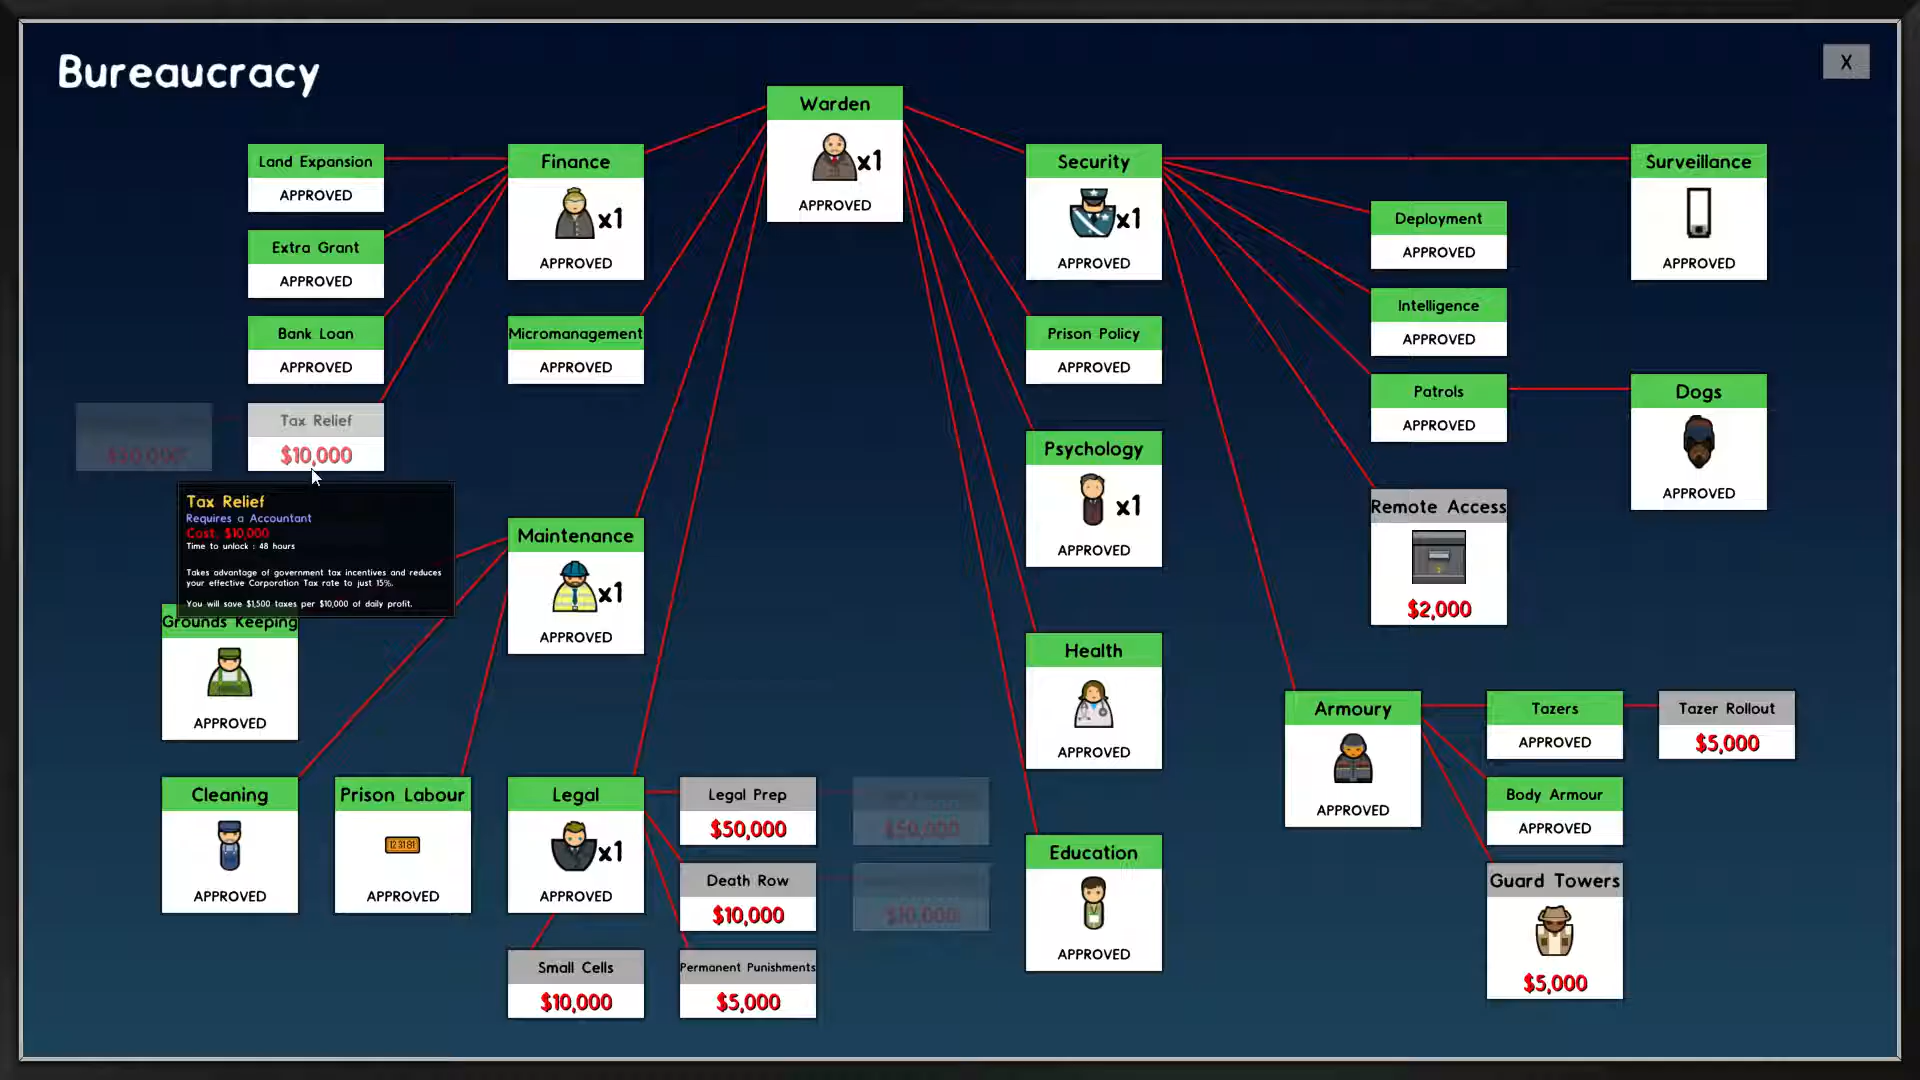 Bureaucracy
X
Warden
x1
APPROVED
Land Expansion
APPROVED
Finance
x1
APPROVED
Security
x1
APPROVED
Surveillance
APPROVED
Extra Grant
APPROVED
Deployment
APPROVED
Intelligence
APPROVED
Bank Loan
APPROVED
Micromanagement
APPROVED
Prison Policy
APPROVED
Patrols
APPROVED
Dogs
APPROVED
Tax Relief
$10,000
Psychology
x1
APPROVED
Tax Relief
Requires a Accountant
Cost: $10,000
Time to unlock : 48 hours
Takes advantage of government tax incentives and reduces
your effective Corporation Tax rate to just 15%.
You will save $1,500 taxes per $10,000 of daily profit.
Remote Access
$2,000
Maintenance
x1
APPROVED
Grounds Keeping
APPROVED
Health
APPROVED
Armoury
APPROVED
Tazers
APPROVED
Tazer Rollout
$5,000
Cleaning
APPROVED
Prison Labour
APPROVED
Legal
x1
APPROVED
Legal Prep
$50,000
$50,000
Body Armour
APPROVED
Education
APPROVED
Death Row
$10,000
$10,000
Guard Towers
$5,000
Small Cells
$10,000
Permanent Punishments
$5,000